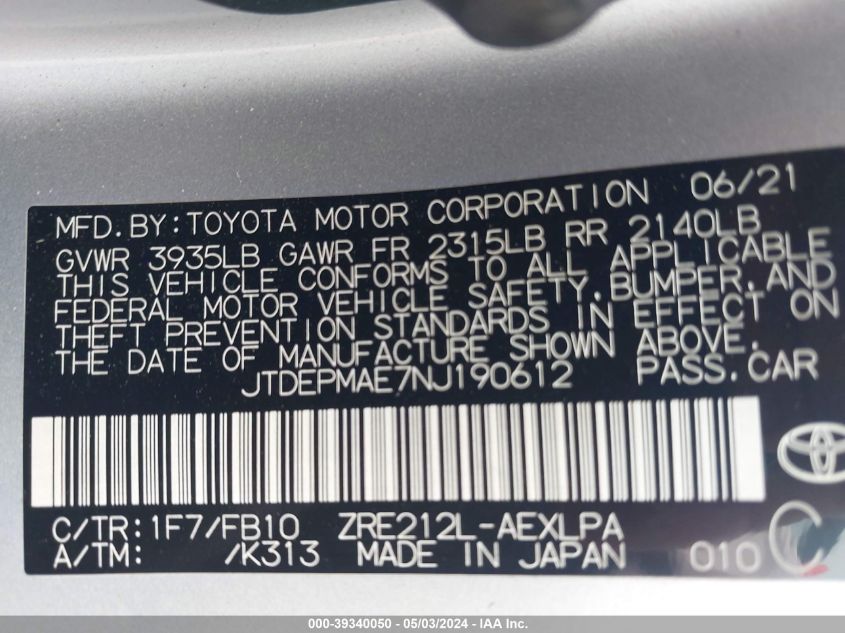 MFD.BY:TOYOTA MOTOR CORPORATION 06/21
GVWR 3935LB GAWR FR 2315LB RR 2140LB
THIS VEHICLE CONFORMS TO ALL APPLICABLE
FEDERAL MOTOR VEHICLE SAFETY,BUMPER,AND
THEFT PREVENTION STANDARDS IN EFFECT ON
THE DATE OF MANUFACTURE SHOWN ABOVE.
JTDEPMAE7NJ190612 PASS.CAR
C/TR:1F7/FB10 ZRE212L-AEXLPA
A/TM: /K313 MADE IN JAPAN 010 C
000-39340050 - 05/03/2024 - IAA Inc.